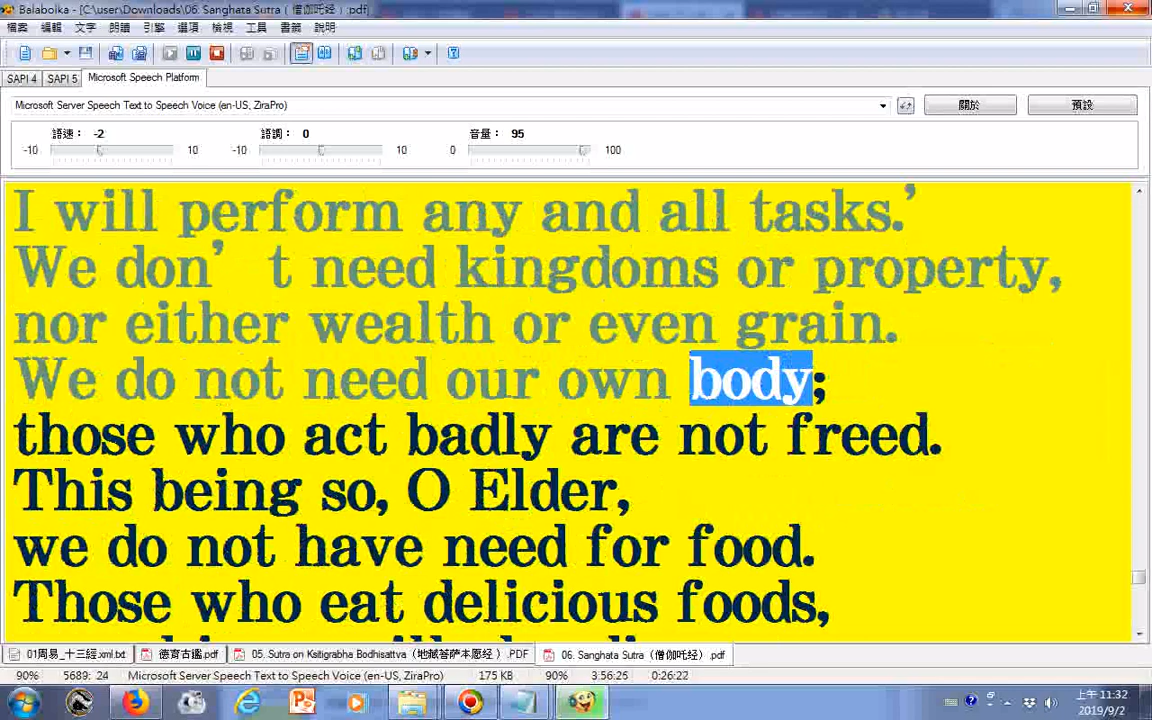 Balabolka - [C:\user\Downloads\06. Sanghata Sutra（僧伽吒经）.pdf]
檔案 編輯 文字 朗讀 引擎 選項 檢視 工具 書籤 說明
SAPI 4 SAPI 5 Microsoft Speech Platform
Microsoft Server Speech Text to Speech Voice (en-US, ZiraPro) 關於 預設
語速： -2 語調： 0 音量： 95
-10 10 -10 10 0 100
I will perform any and all tasks.’
We don’t need kingdoms or property,
nor either wealth or even grain.
We do not need our own body;
those who act badly are not freed.
This being so, O Elder,
we do not have need for food.
Those who eat delicious foods,
01周易_十三經.xml.txt 德育古鑑.pdf 05. Sutra on Ksitigrabha Bodhisattva（地藏菩萨本愿经）.PDF 06. Sanghata Sutra（僧伽吒经）.pdf
90% 5689: 24 Microsoft Server Speech Text to Speech Voice (en-US, ZiraPro) 175 KB 90% 3:56:25 0:26:22
上午 11:32
2019/9/2